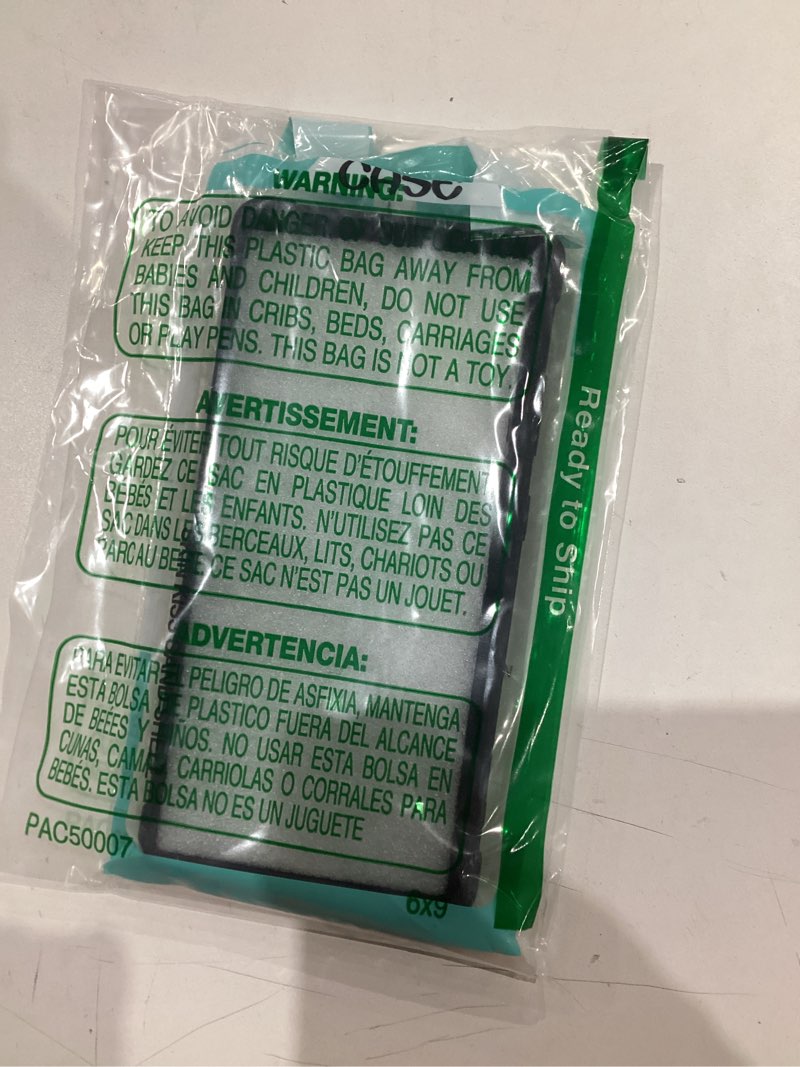 case
WARNING:
TO AVOID DANGER OF
KEEP THIS PLASTIC BAG AWAY FROM
BABIES AND CHILDREN, DO NOT USE
THIS BAG IN CRIBS, BEDS, CARRIAGES
OR PLAY PENS. THIS BAG IS NOT A TOY.
AVERTISSEMENT:
POUR ÉVITER TOUT RISQUE D'ÉTOUFFEMENT
GARDEZ CE SAC EN PLASTIQUE LOIN DES
BÉBÉS ET LES ENFANTS. N'UTILISEZ PAS CE
SAC DANS LES BERCEAUX, LITS, CHARIOTS OU
PARC AU BÉBÉ CE SAC N'EST PAS UN JOUET.
ADVERTENCIA:
PARA EVITAR EL PELIGRO DE ASFIXIA, MANTENGA
ESTA BOLSA DE PLASTICO FUERA DEL ALCANCE
DE BEBES Y NINOS. NO USAR ESTA BOLSA EN
CUNAS, CAMAS, CARRIOLAS O CORRALES PARA
BEBÉS. ESTA BOLSA NO ES UN JUGUETE
PAC50007
6x9
Ready to Ship